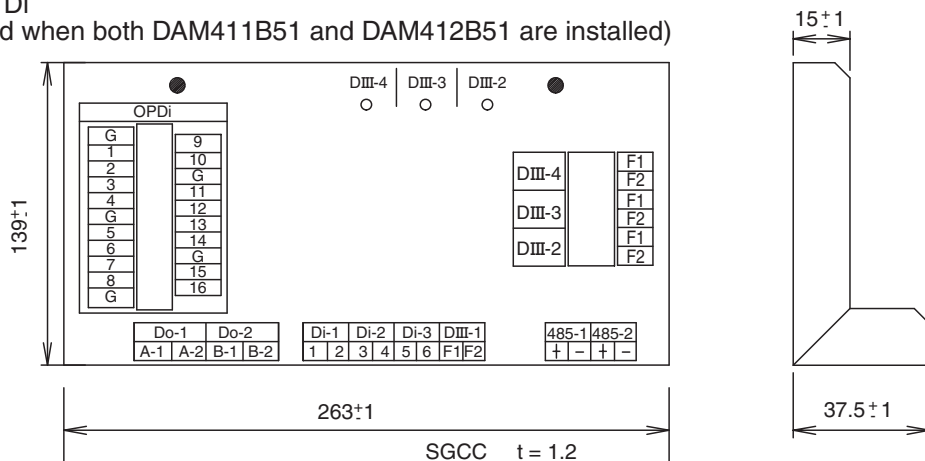 Di
d when both DAM411B51 and DAM412B51 are installed)
15±1
DIII-4 DIII-3 DIII-2
OPDi
G
1
2
3
4
G
5
6
7
8
G
9
10
G
11
12
13
14
G
15
16
DIII-4
DIII-3
DIII-2
F1
F2
F1
F2
F1
F2
139±1
Do-1 Do-2
A-1 A-2 B-1 B-2
Di-1 Di-2 Di-3 DIII-1
1 2 3 4 5 6 F1 F2
485-1 485-2
+ − + −
263±1
37.5±1
SGCC t = 1.2